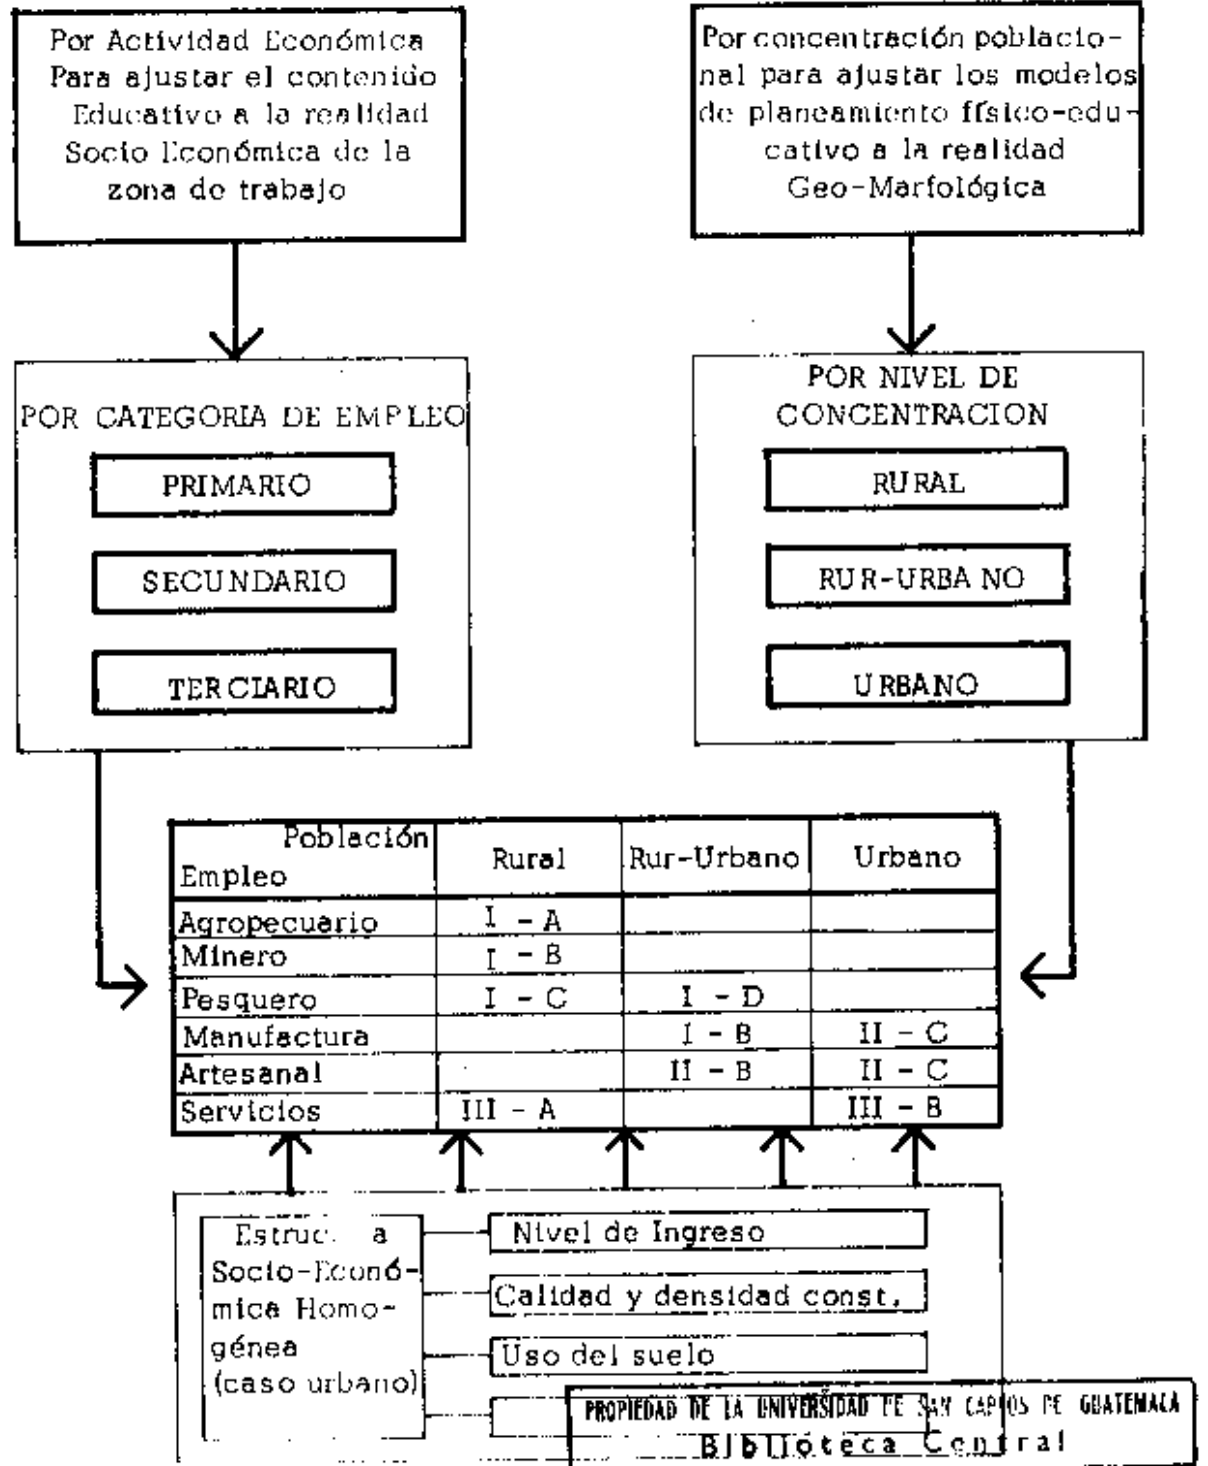 Por Actividad Económica
Para ajustar el contenido
Educativo a la realidad
Socio Económica de la
zona de trabajo
Por concentración poblacio-
nal para ajustar los modelos
de planeamiento físico-edu-
cativo a la realidad
Geo-Marfológica
POR CATEGORIA DE EMPLEO
PRIMARIO
SECUNDARIO
TERCIARIO
POR NIVEL DE
CONCENTRACION
RURAL
RUR-URBANO
URBANO
Población
Empleo
Rural
Rur-Urbano
Urbano
Agropecuario I - A
Minero I - B
Pesquero I - C I - D
Manufactura I - B II - C
Artesanal II - B II - C
Servicios III - A III - B
Socio-Econó-
mica Homo-
génea
(caso urbano)
Nivel de Ingreso
Calidad y densidad const.
Uso del suelo
PROPIEDAD DE LA UNIVERSIDAD DE SAN CARLOS DE GUATEMALA
Biblioteca Central